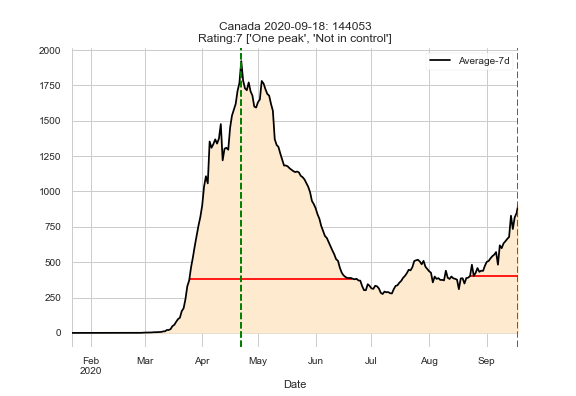 Canada 2020-09-18: 144053
Rating:7 ['One peak', 'Not in control']
Average-7d
2000
1750
1500
1250
1000
750
500
250
0
Feb
2020
Mar
Apr
May
Jun
Jul
Aug
Sep
Date